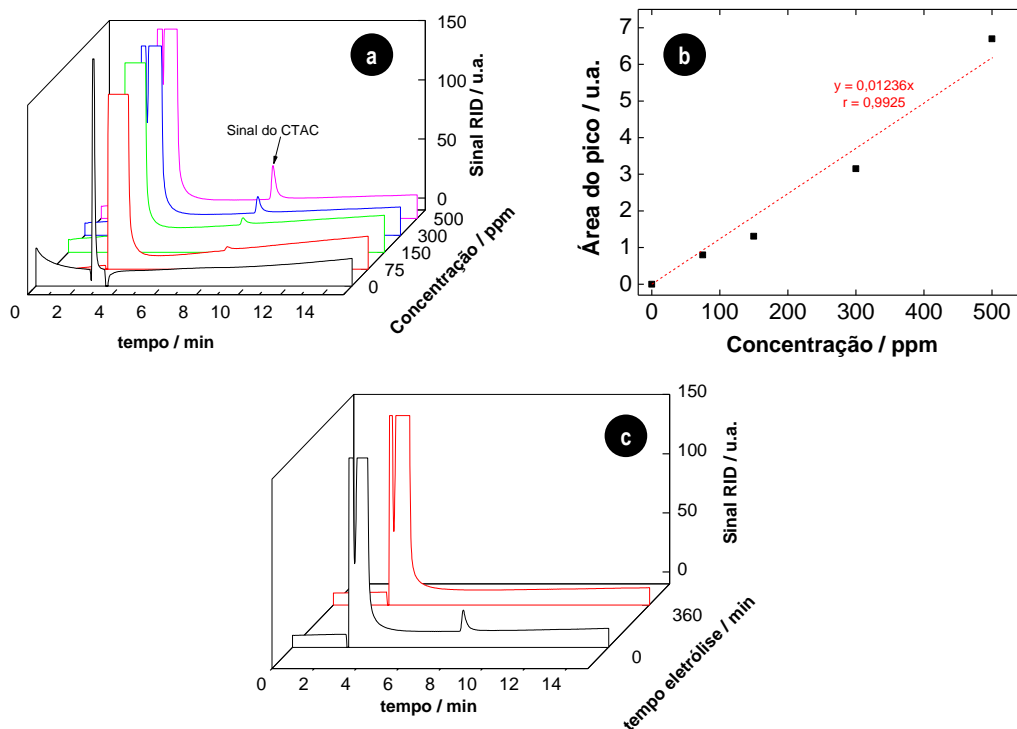 a
150
100
50
0
Sinal RID / u.a.
Sinal do CTAC
500
300
150
75
0
Concentração / ppm
0 2 4 6 8 10 12 14
tempo / min
b
7
6
5
4
3
2
1
0
Área do pico / u.a.
y = 0,01236x
r = 0,9925
0 100 200 300 400 500
Concentração / ppm
c
150
100
50
0
Sinal RID / u.a.
360
0
tempo eletrólise / min
0 2 4 6 8 10 12 14
tempo / min